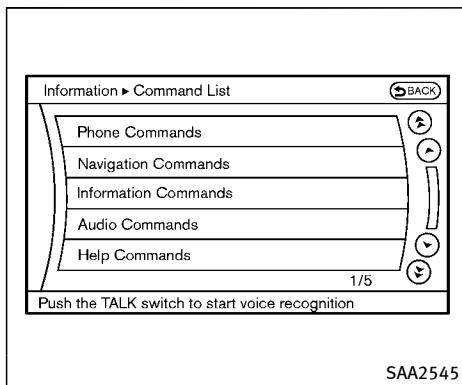 Information ▸ Command List
BACK
Phone Commands
Navigation Commands
Information Commands
Audio Commands
Help Commands
1/5
Push the TALK switch to start voice recognition
SAA2545